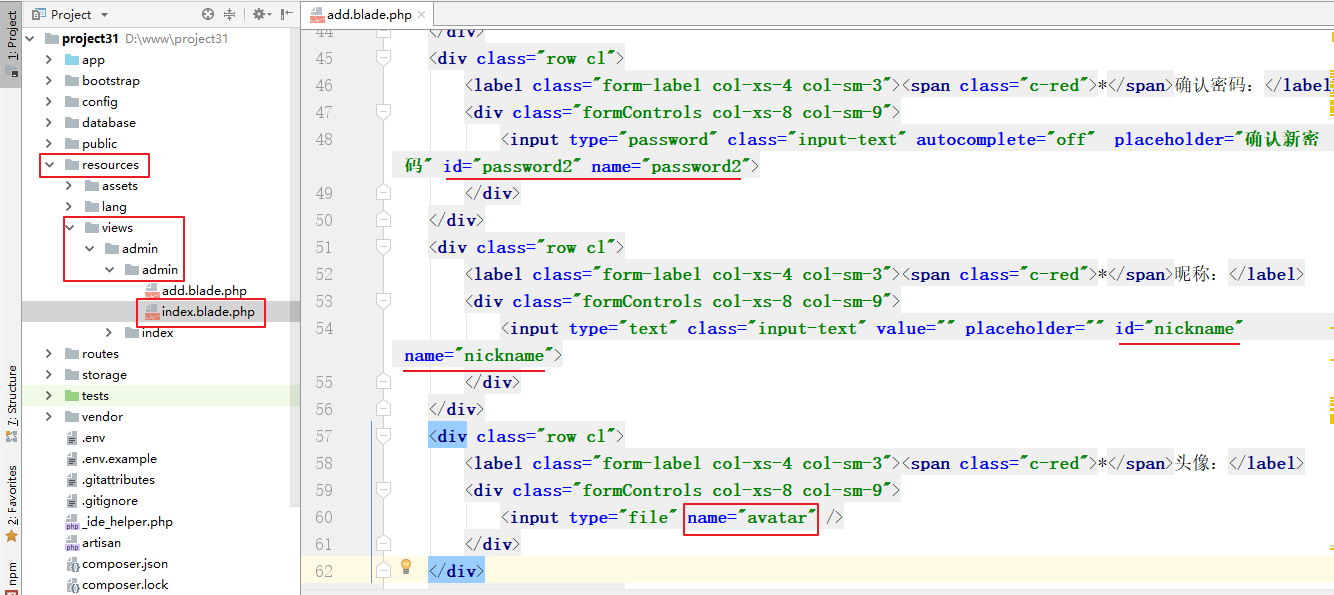 Project
add.blade.php
1: Project
7: Structure
2: Favorites
npm
project31 D:\www\project31
app
bootstrap
config
database
public
resources
assets
lang
views
admin
admin
add.blade.php
index.blade.php
index
routes
storage
tests
vendor
.env
.env.example
.gitattributes
.gitignore
_ide_helper.php
artisan
composer.json
composer.lock
44 </div>
45 <div class="row cl">
46 <label class="form-label col-xs-4 col-sm-3"><span class="c-red">*</span>确认密码：</label
47 <div class="formControls col-xs-8 col-sm-9">
48 <input type="password" class="input-text" autocomplete="off"  placeholder="确认新密
码" id="password2" name="password2">
49 </div>
50 </div>
51 <div class="row cl">
52 <label class="form-label col-xs-4 col-sm-3"><span class="c-red">*</span>昵称：</label>
53 <div class="formControls col-xs-8 col-sm-9">
54 <input type="text" class="input-text" value="" placeholder="" id="nickname"
name="nickname">
55 </div>
56 </div>
57 <div class="row cl">
58 <label class="form-label col-xs-4 col-sm-3"><span class="c-red">*</span>头像：</label>
59 <div class="formControls col-xs-8 col-sm-9">
60 <input type="file" name="avatar" />
61 </div>
62 </div>